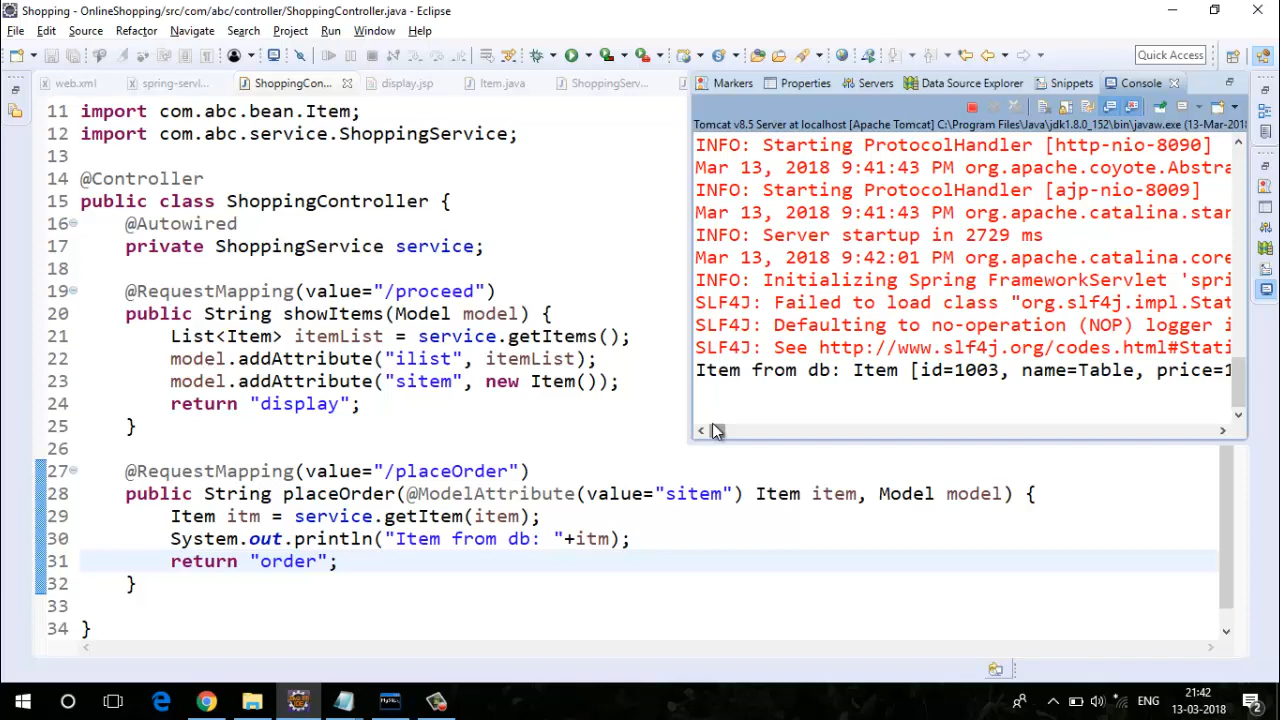 Shopping - OnlineShopping/src/com/abc/controller/ShoppingController.java - Eclipse
File Edit Source Refactor Navigate Search Project Run Window Help
Quick Access
web.xml spring-servl... ShoppingCon... display.jsp Item.java ShoppingServ...
Markers Properties Servers Data Source Explorer Snippets Console
Tomcat v8.5 Server at localhost [Apache Tomcat] C:\Program Files\Java\jdk1.8.0_152\bin\javaw.exe (13-Mar-201
INFO: Starting ProtocolHandler [http-nio-8090]
Mar 13, 2018 9:41:43 PM org.apache.coyote.Abstra
INFO: Starting ProtocolHandler [ajp-nio-8009]
Mar 13, 2018 9:41:43 PM org.apache.catalina.star
INFO: Server startup in 2729 ms
Mar 13, 2018 9:42:01 PM org.apache.catalina.core
INFO: Initializing Spring FrameworkServlet 'spri
SLF4J: Failed to load class "org.slf4j.impl.Stat
SLF4J: Defaulting to no-operation (NOP) logger i
SLF4J: See http://www.slf4j.org/codes.html#Stati
Item from db: Item [id=1003, name=Table, price=1
11 import com.abc.bean.Item;
12 import com.abc.service.ShoppingService;
13
14 @Controller
15 public class ShoppingController {
16 @Autowired
17 private ShoppingService service;
18
19 @RequestMapping(value="/proceed")
20 public String showItems(Model model) {
21 List<Item> itemList = service.getItems();
22 model.addAttribute("ilist", itemList);
23 model.addAttribute("sitem", new Item());
24 return "display";
25 }
26
27 @RequestMapping(value="/placeOrder")
28 public String placeOrder(@ModelAttribute(value="sitem") Item item, Model model) {
29 Item itm = service.getItem(item);
30 System.out.println("Item from db: "+itm);
31 return "order";
32 }
33
34 }
ENG
21:42
13-03-2018
2